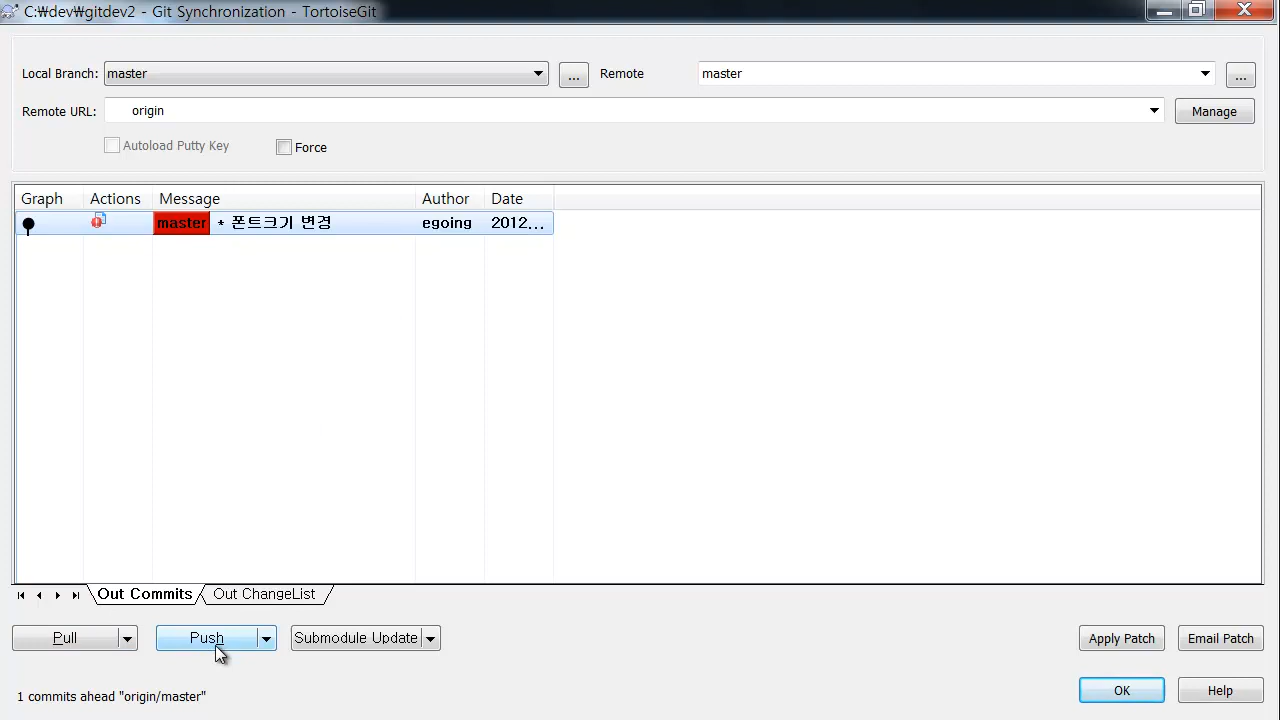 C:₩dev₩gitdev2 - Git Synchronization - TortoiseGit
Local Branch: master ... Remote master ...
Remote URL: origin Manage
Autoload Putty Key Force
Graph Actions Message Author Date
master * 폰트크기 변경 egoing 2012...
Out Commits Out ChangeList
Pull Push Submodule Update Apply Patch Email Patch
1 commits ahead "origin/master" OK Help